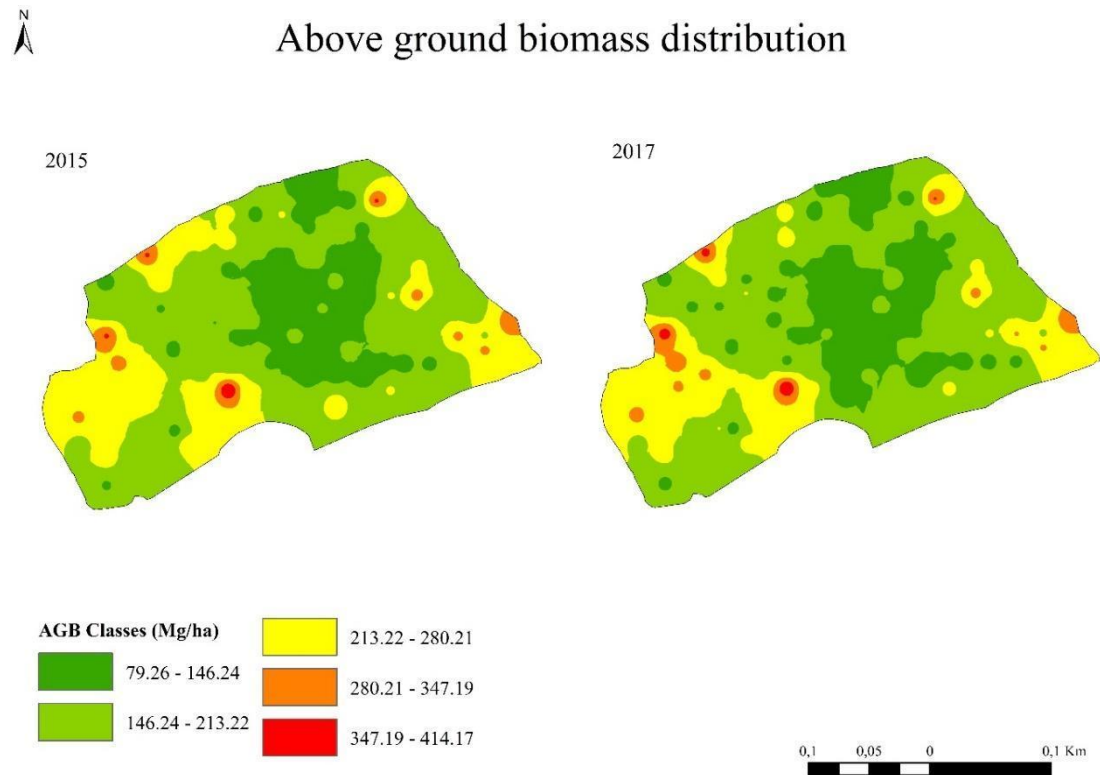 N
Above ground biomass distribution
2015
2017
AGB Classes (Mg/ha)
79.26 - 146.24
146.24 - 213.22
213.22 - 280.21
280.21 - 347.19
347.19 - 414.17
0,1 0,05 0 0,1 Km